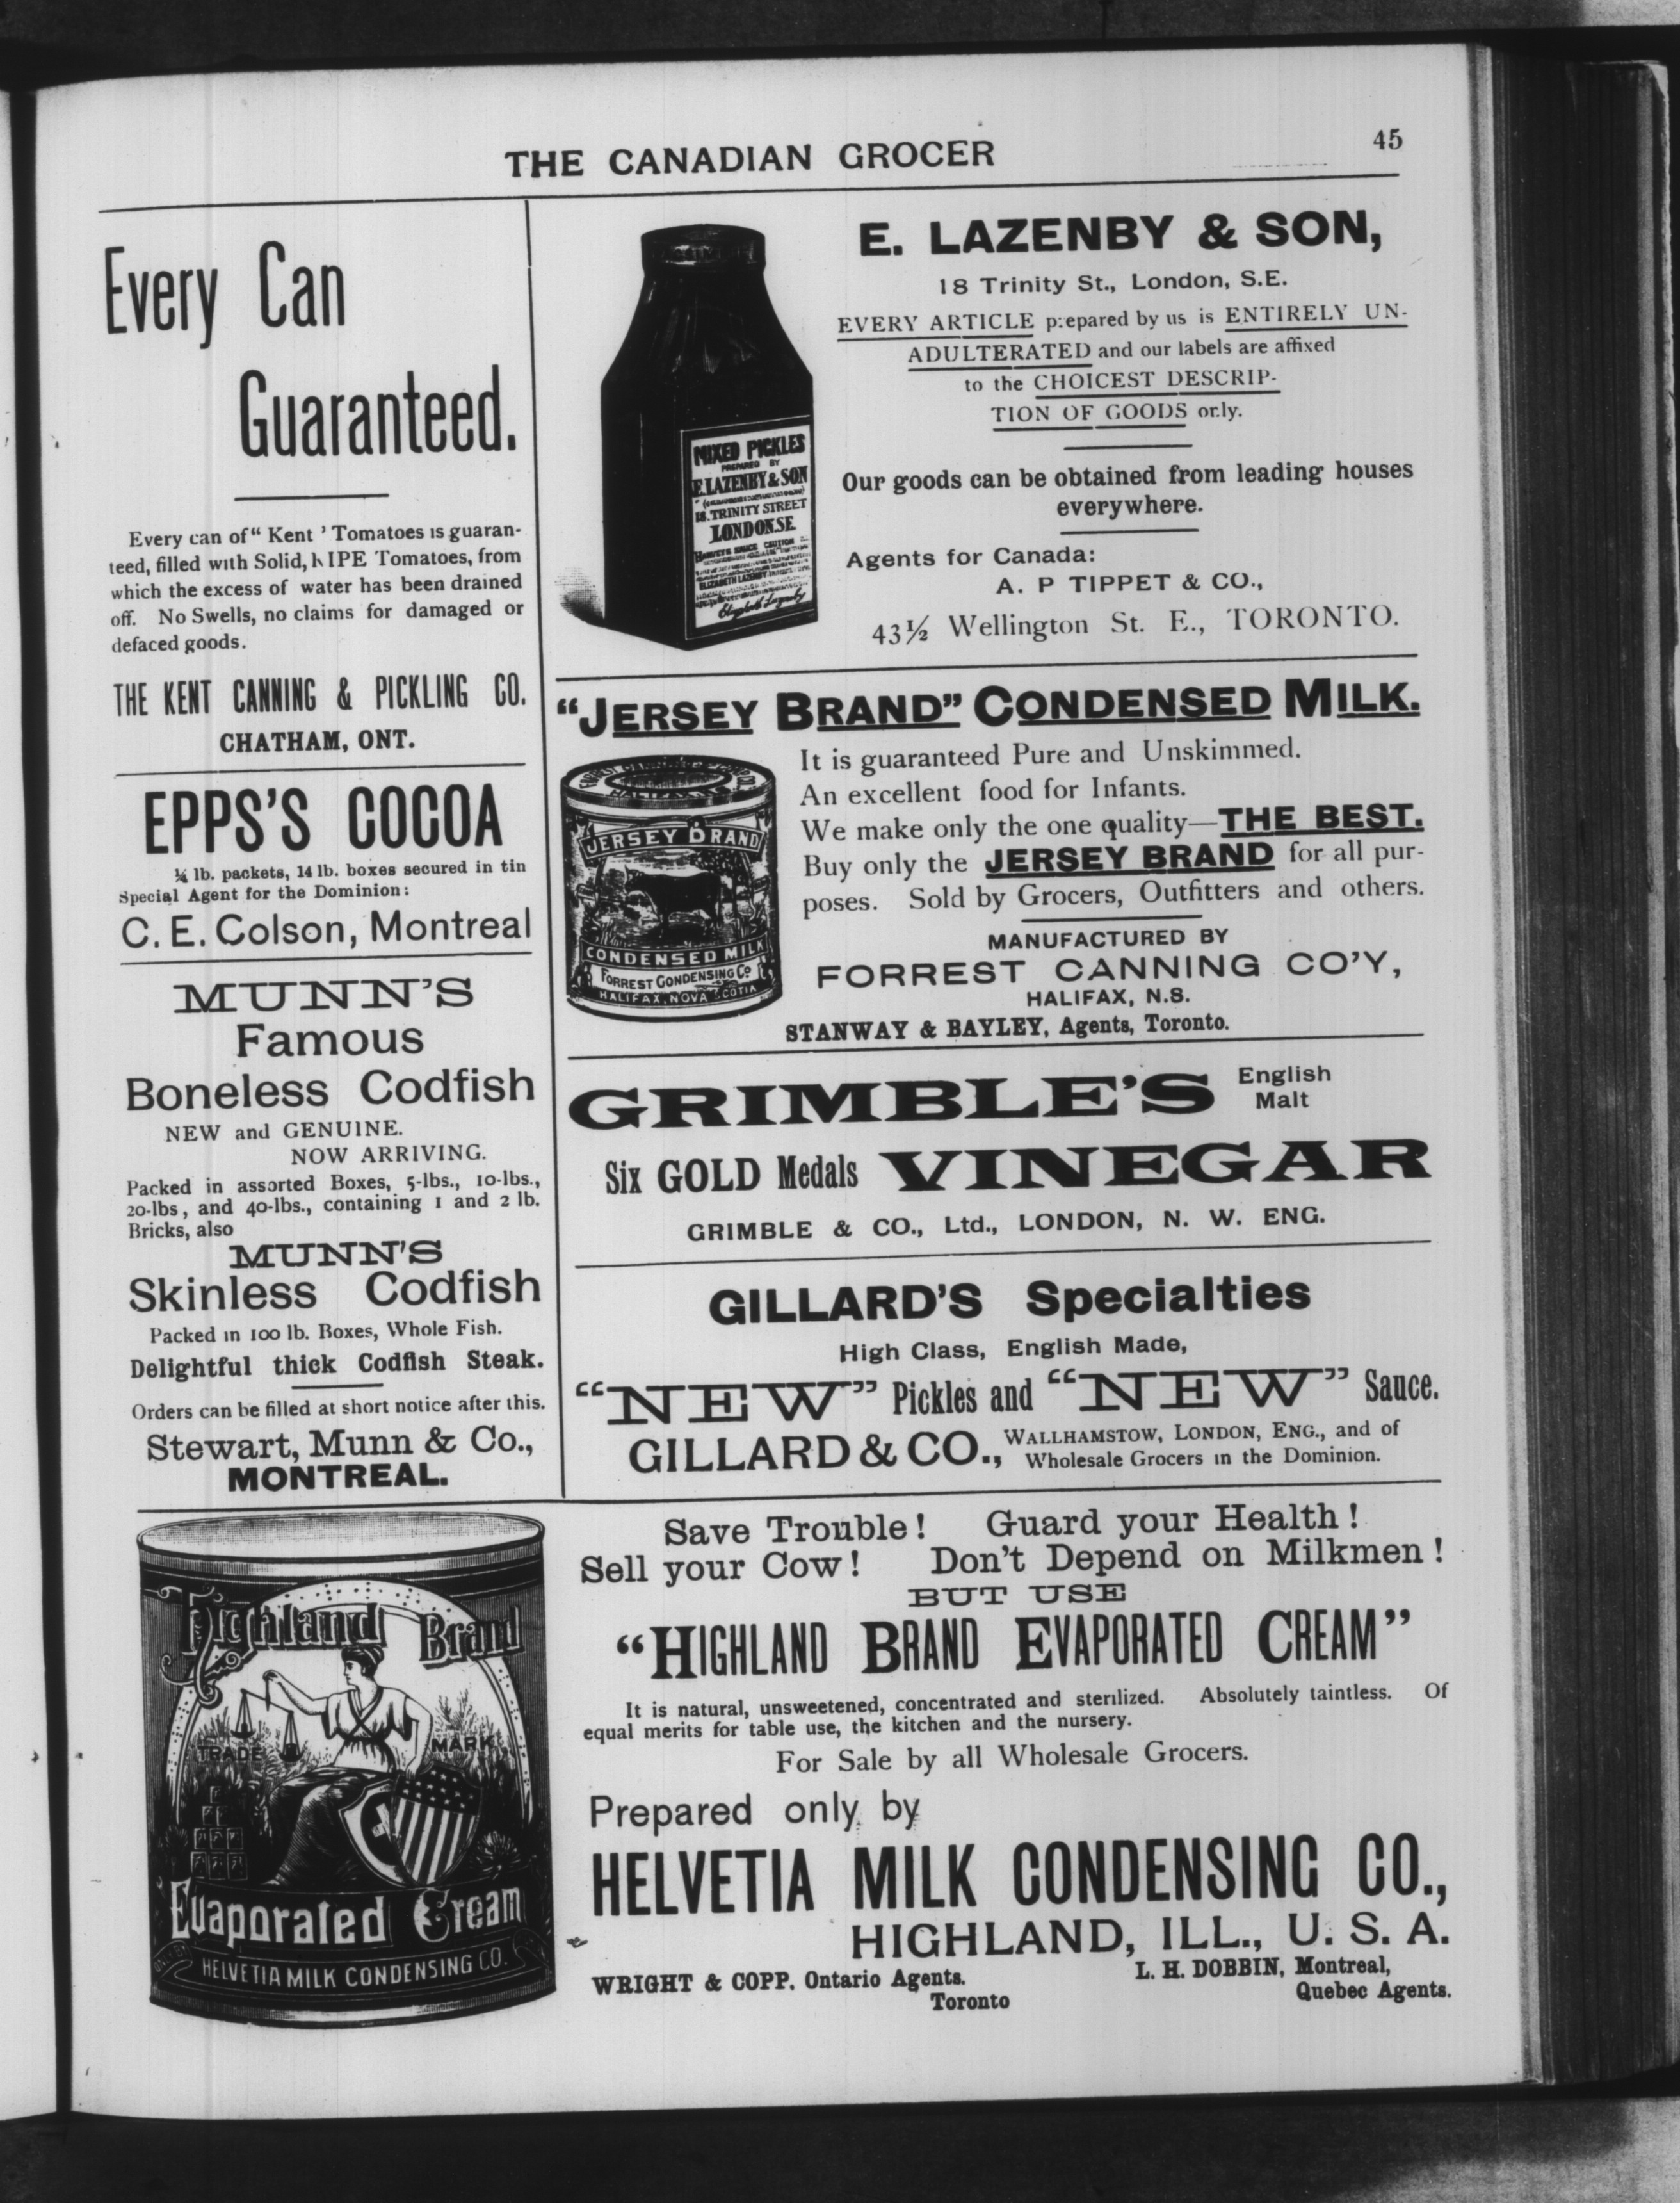 THE CANADIAN GROCER
45
Every Can
Guaranteed.
Every can of "Kent' Tomatoes is guaran-
teed, filled with Solid, RIPE Tomatoes, from
which the excess of water has been drained
off. No Swells, no claims for damaged or
defaced goods.
THE KENT CANNING & PICKLING CO.
CHATHAM, ONT.
EPPS'S COCOA
¼ lb. packets, 14 lb. boxes secured in tin
Special Agent for the Dominion:
C. E. Colson, Montreal
MUNN'S
Famous
Boneless Codfish
NEW and GENUINE.
NOW ARRIVING.
Packed in assorted Boxes, 5-lbs., 10-lbs.,
20-lbs, and 40-lbs., containing 1 and 2 lb.
Bricks, also
MUNN'S
Skinless Codfish
Packed in 100 lb. Boxes, Whole Fish.
Delightful thick Codfish Steak.
Orders can be filled at short notice after this.
Stewart, Munn & Co.,
MONTREAL.
MIXED PICKLES
PREPARED BY
E. LAZENBY & SON
18. TRINITY STREET
LONDON. S.E.
HARVEY'S SAUCE CAUTION
ELIZABETH LAZENBY
Elizabeth Lazenby
E. LAZENBY & SON,
18 Trinity St., London, S.E.
EVERY ARTICLE prepared by us is ENTIRELY UN-
ADULTERATED and our labels are affixed
to the CHOICEST DESCRIP-
TION OF GOODS only.
Our goods can be obtained from leading houses
everywhere.
Agents for Canada:
A. P TIPPET & CO.,
43½ Wellington St. E., TORONTO.
"JERSEY BRAND" CONDENSED MILK.
HALIFAX
JERSEY BRAND
CONDENSED MILK
FORREST CONDENSING Co
HALIFAX, NOVA SCOTIA
It is guaranteed Pure and Unskimmed.
An excellent food for Infants.
We make only the one quality—THE BEST.
Buy only the JERSEY BRAND for all pur-
poses. Sold by Grocers, Outfitters and others.
MANUFACTURED BY
FORREST CANNING CO'Y,
HALIFAX, N.S.
STANWAY & BAYLEY, Agents, Toronto.
GRIMBLE'S English
Malt
Six GOLD Medals VINEGAR
GRIMBLE & CO., Ltd., LONDON, N. W. ENG.
GILLARD'S Specialties
High Class, English Made,
"NEW" Pickles and "NEW" Sauce.
GILLARD & CO., WALLHAMSTOW, LONDON, ENG., and of
Wholesale Grocers in the Dominion.
Highland Brand
TRADE MARK
Evaporated Cream
HELVETIA MILK CONDENSING CO.
Save Trouble! Guard your Health!
Sell your Cow! Don't Depend on Milkmen!
BUT USE
"HIGHLAND BRAND EVAPORATED CREAM"
It is natural, unsweetened, concentrated and sterilized. Absolutely taintless. Of
equal merits for table use, the kitchen and the nursery.
For Sale by all Wholesale Grocers.
Prepared only by
HELVETIA MILK CONDENSING CO.,
HIGHLAND, ILL., U. S. A.
WRIGHT & COPP. Ontario Agents.
Toronto
L. H. DOBBIN, Montreal,
Quebec Agents.